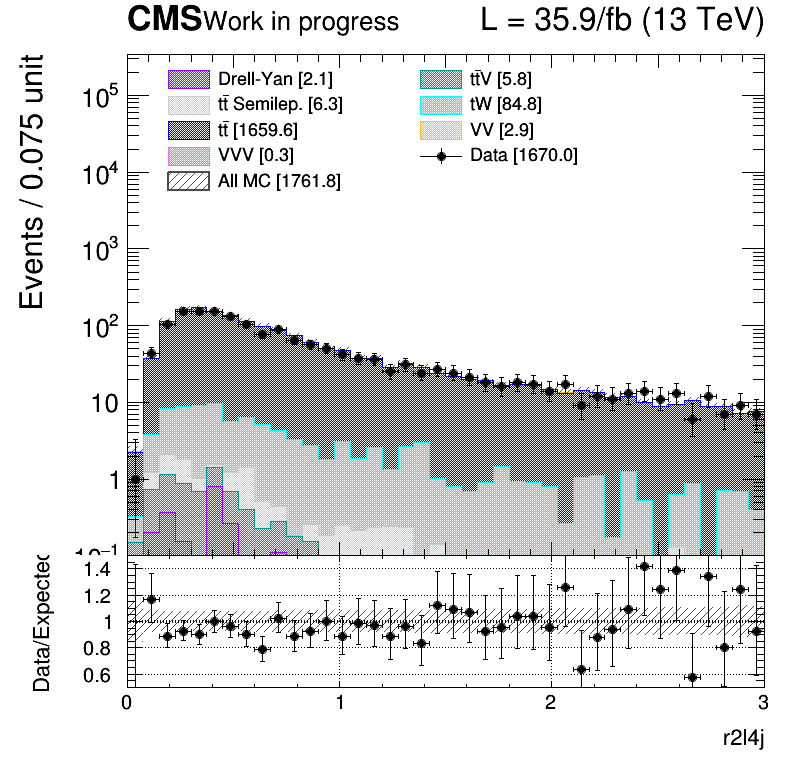 CMS Work in progress L = 35.9/fb (13 TeV)
Drell-Yan [2.1] tt̄V [5.8]
tt̄ Semilep. [6.3] tW [84.8]
tt̄ [1659.6] VV [2.9]
VVV [0.3] Data [1670.0]
All MC [1761.8]
Events / 0.075 unit
10⁵
10⁴
10³
10²
10
1
10⁻¹
Data/Expected
1.4
1.2
1
0.8
0.6
0 1 2 3
r2l4j